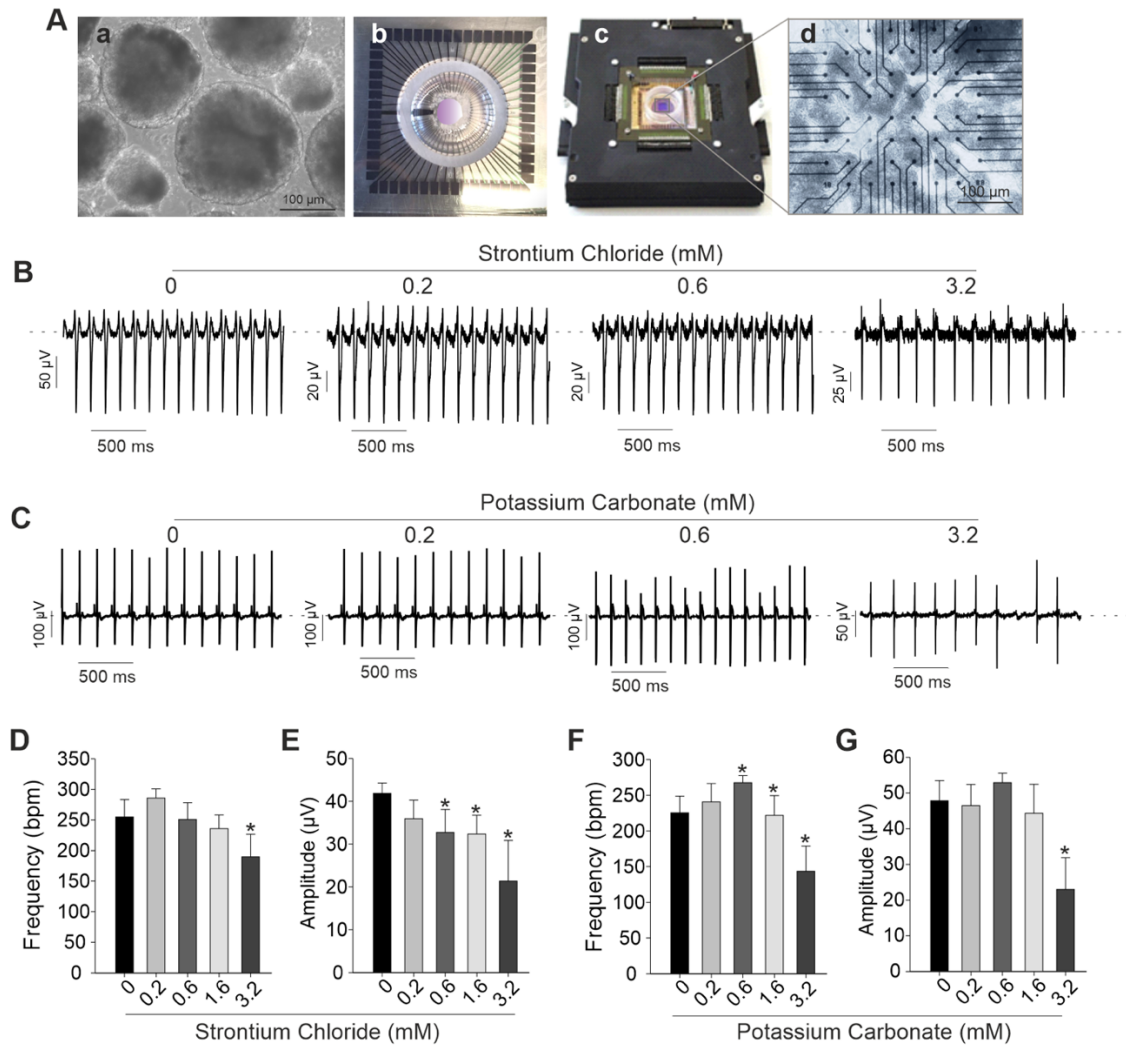 A
a
b
c
d
100 µm
100 µm
B
Strontium Chloride (mM)
0
0.2
0.6
3.2
50 µV
20 µV
20 µV
25 µV
500 ms
500 ms
500 ms
500 ms
C
Potassium Carbonate (mM)
0
0.2
0.6
3.2
100 µV
100 µV
100 µV
50 µV
500 ms
500 ms
500 ms
500 ms
D
Frequency (bpm)
350
300
250
200
150
100
50
0
*
0
0.2
0.6
1.6
3.2
E
Amplitude (µV)
50
40
30
20
10
0
*
*
*
0
0.2
0.6
1.6
3.2
Strontium Chloride (mM)
F
Frequency (bpm)
300
250
200
150
100
50
0
*
*
*
0
0.2
0.6
1.6
3.2
G
Amplitude (µV)
60
50
40
30
20
10
0
*
0
0.2
0.6
1.6
3.2
Potassium Carbonate (mM)